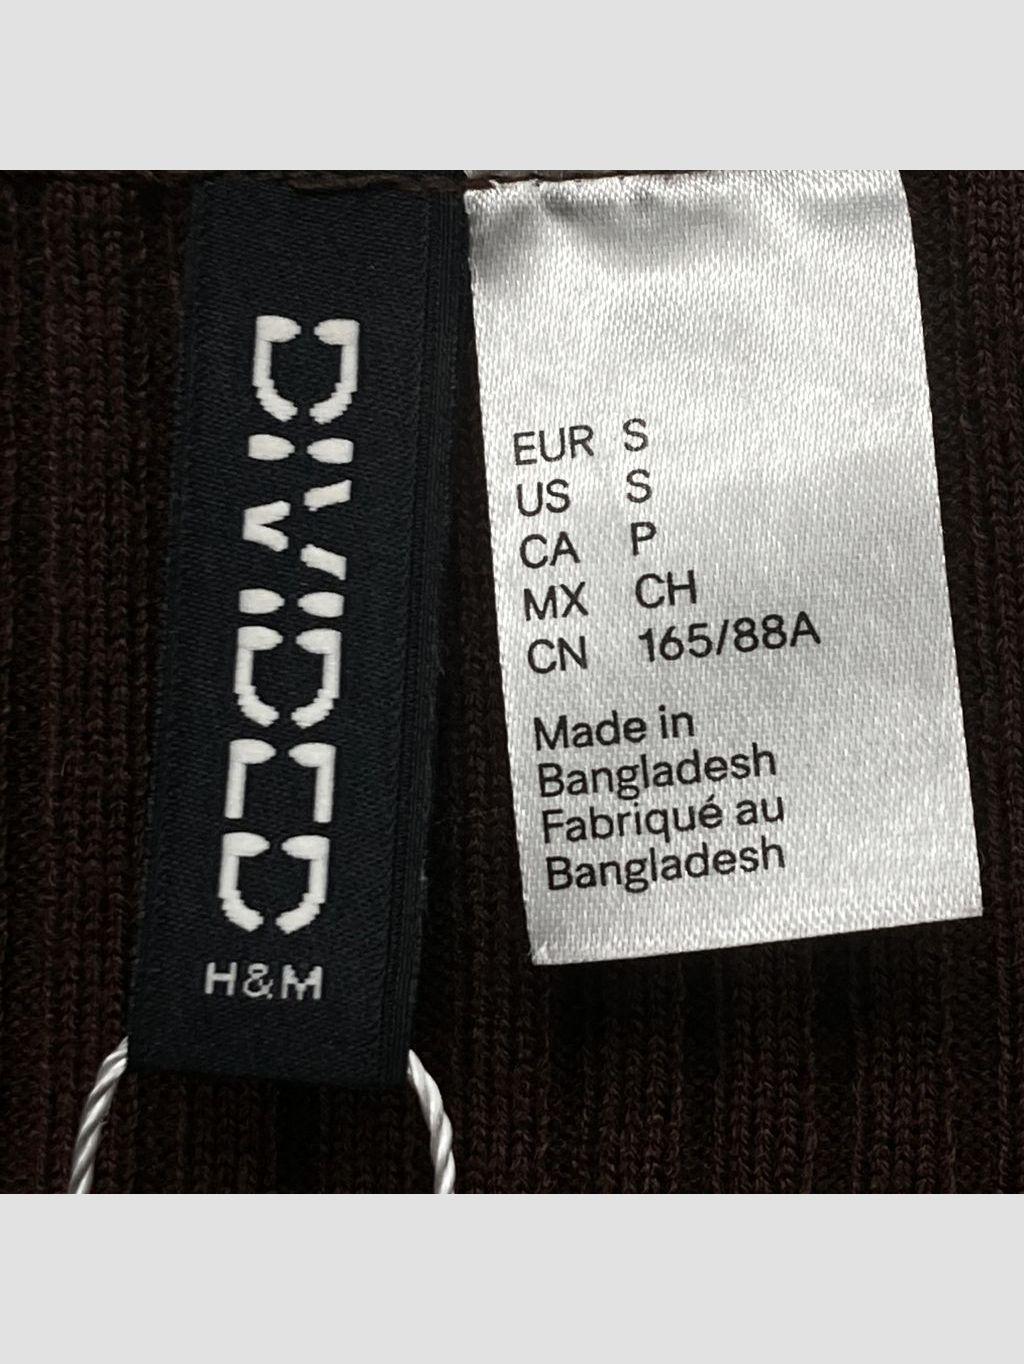 DIVIDED
H&M
EUR S
US S
CA P
MX CH
CN 165/88A
Made in
Bangladesh
Fabriqué au
Bangladesh